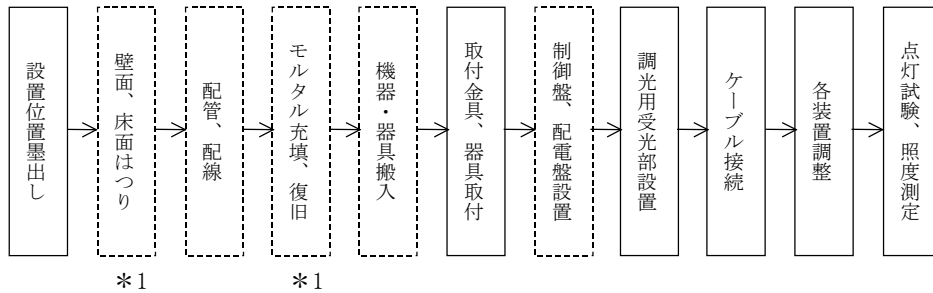 設置位置墨出し
壁面、床面はつり
配管、配線
モルタル充填、復旧
機器・器具搬入
取付金具、器具取付
制御盤、配電盤設置
調光用受光部設置
ケーブル接続
各装置調整
点灯試験、照度測定
＊1
＊1